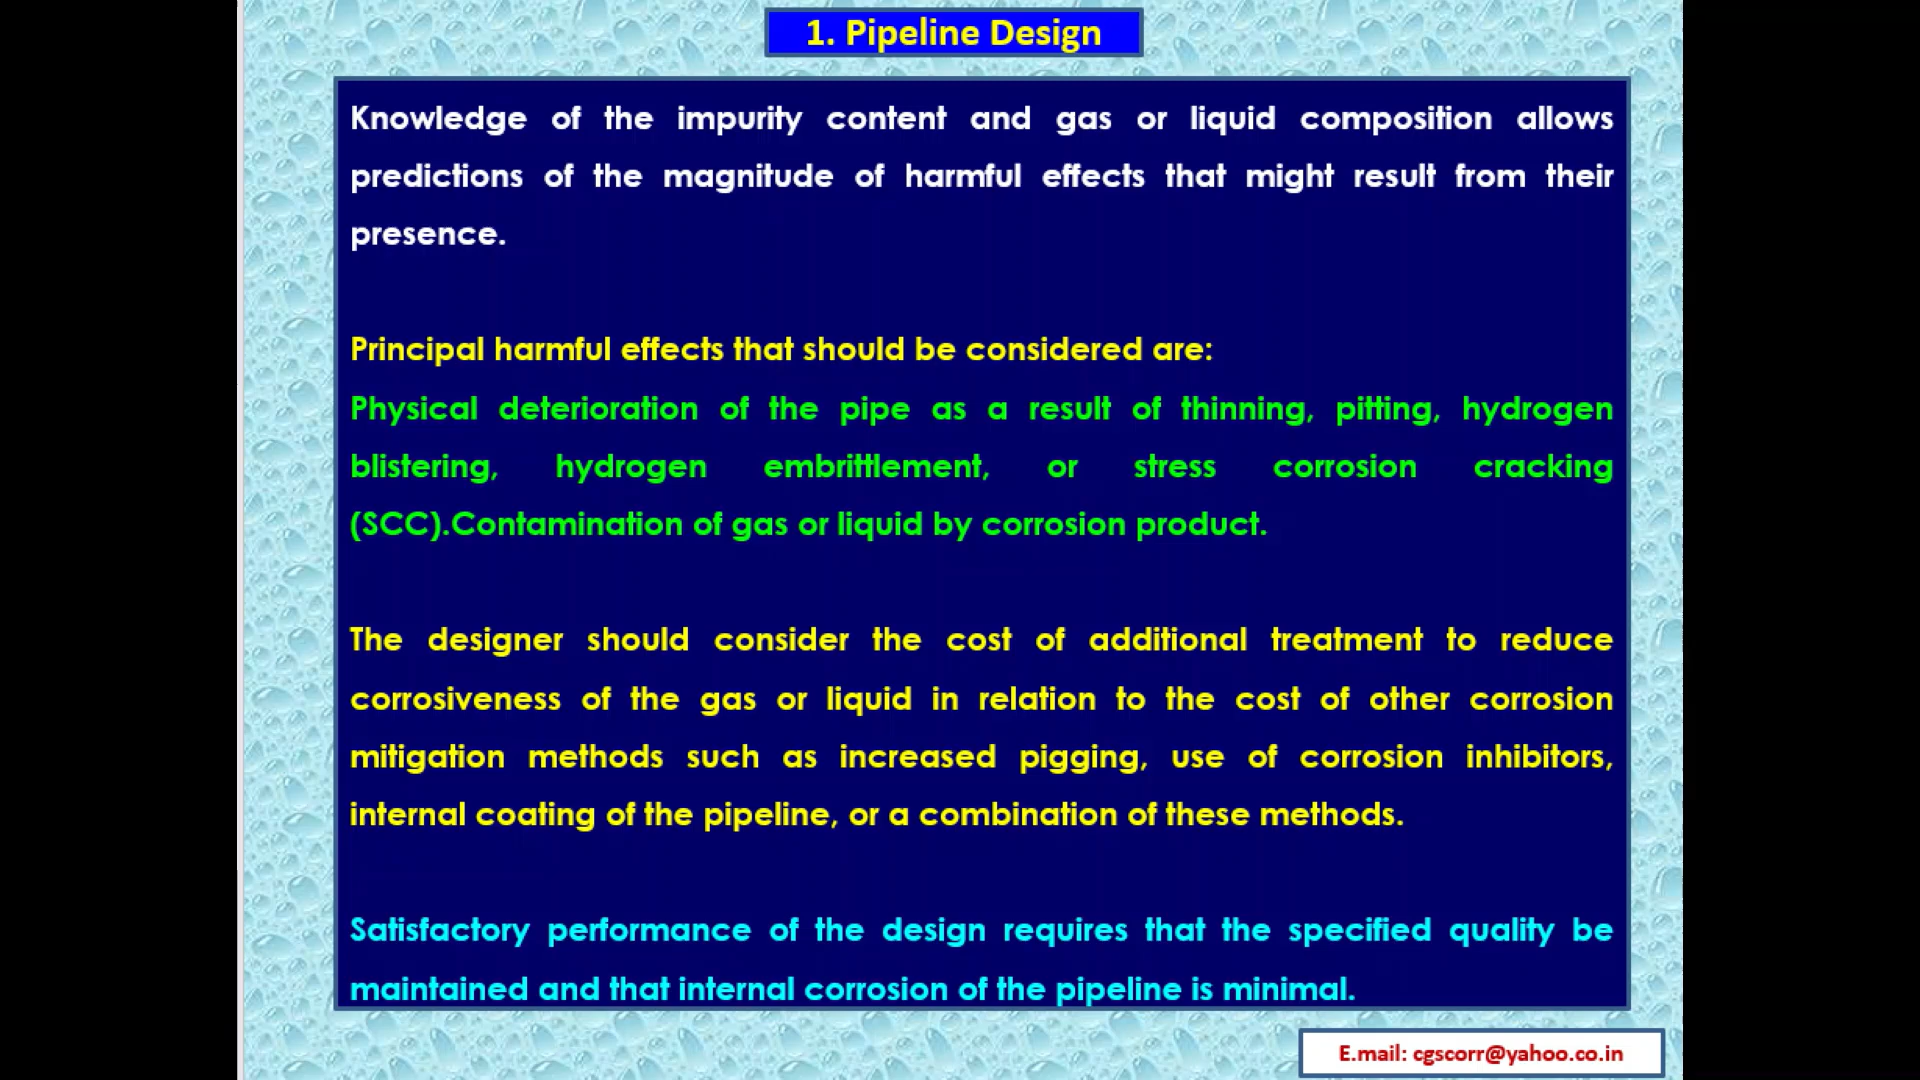 1. Pipeline Design
Knowledge of the impurity content and gas or liquid composition allows
predictions of the magnitude of harmful effects that might result from their
presence.
Principal harmful effects that should be considered are:
Physical deterioration of the pipe as a result of thinning, pitting, hydrogen
blistering, hydrogen embrittlement, or stress corrosion cracking
(SCC).Contamination of gas or liquid by corrosion product.
The designer should consider the cost of additional treatment to reduce
corrosiveness of the gas or liquid in relation to the cost of other corrosion
mitigation methods such as increased pigging, use of corrosion inhibitors,
internal coating of the pipeline, or a combination of these methods.
Satisfactory performance of the design requires that the specified quality be
maintained and that internal corrosion of the pipeline is minimal.
E.mail: cgscorr@yahoo.co.in